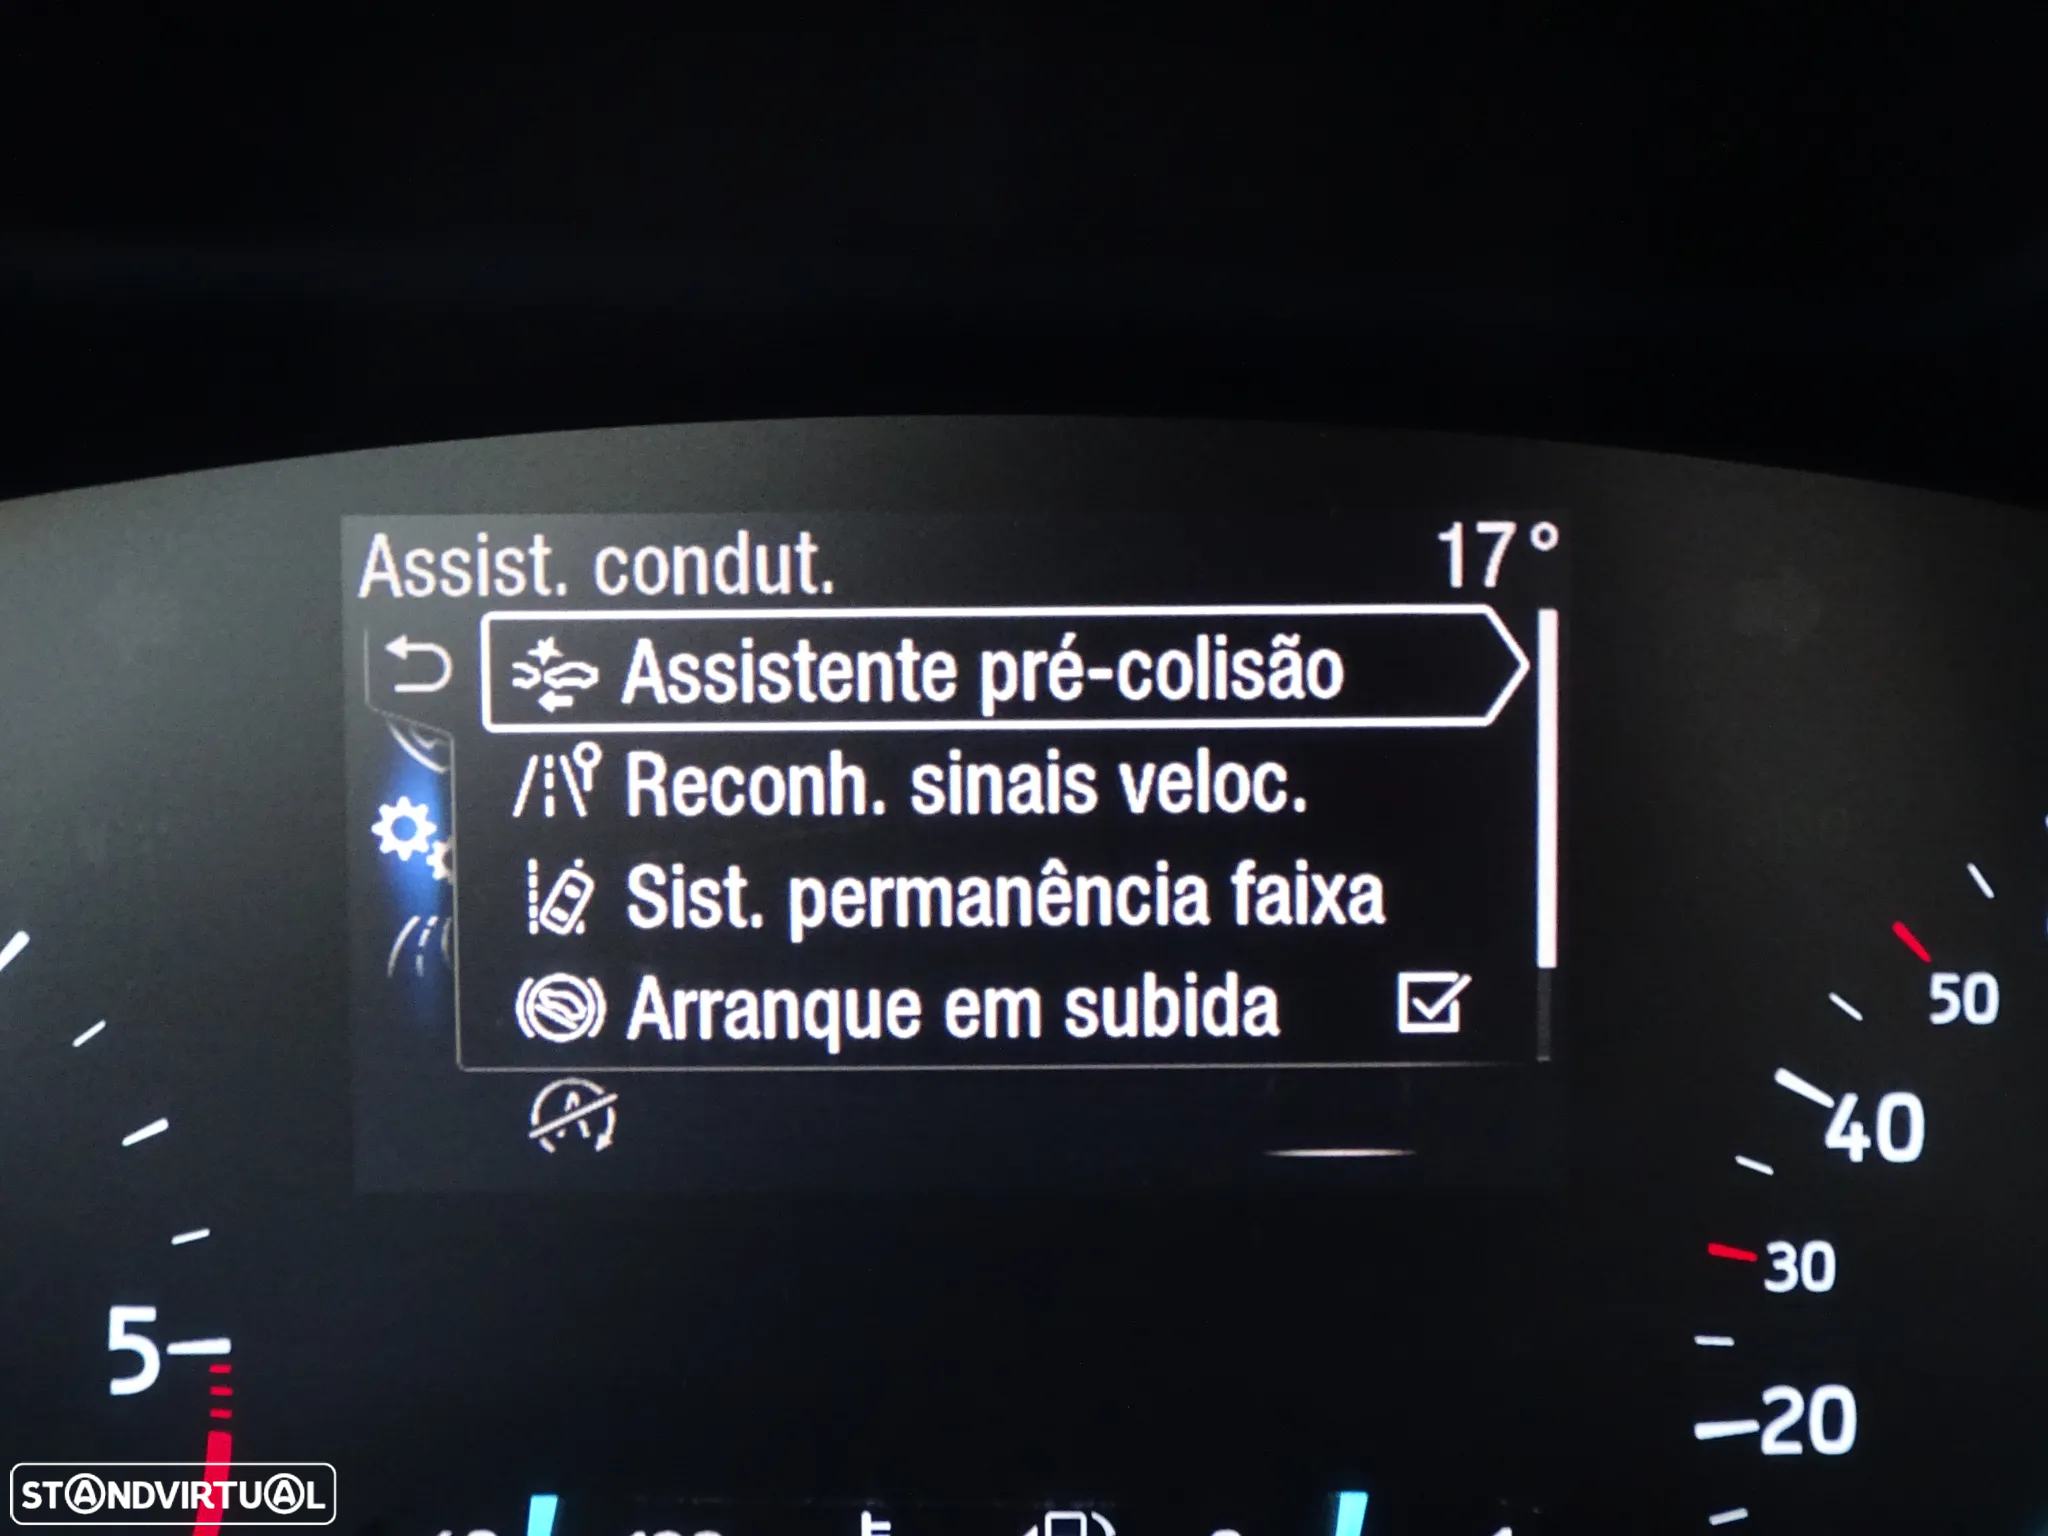 Assist. condut.
17°
Assistente pré-colisão
Reconh. sinais veloc.
Sist. permanência faixa
Arranque em subida
50
40
30
5
20
STANDVIRTUAL